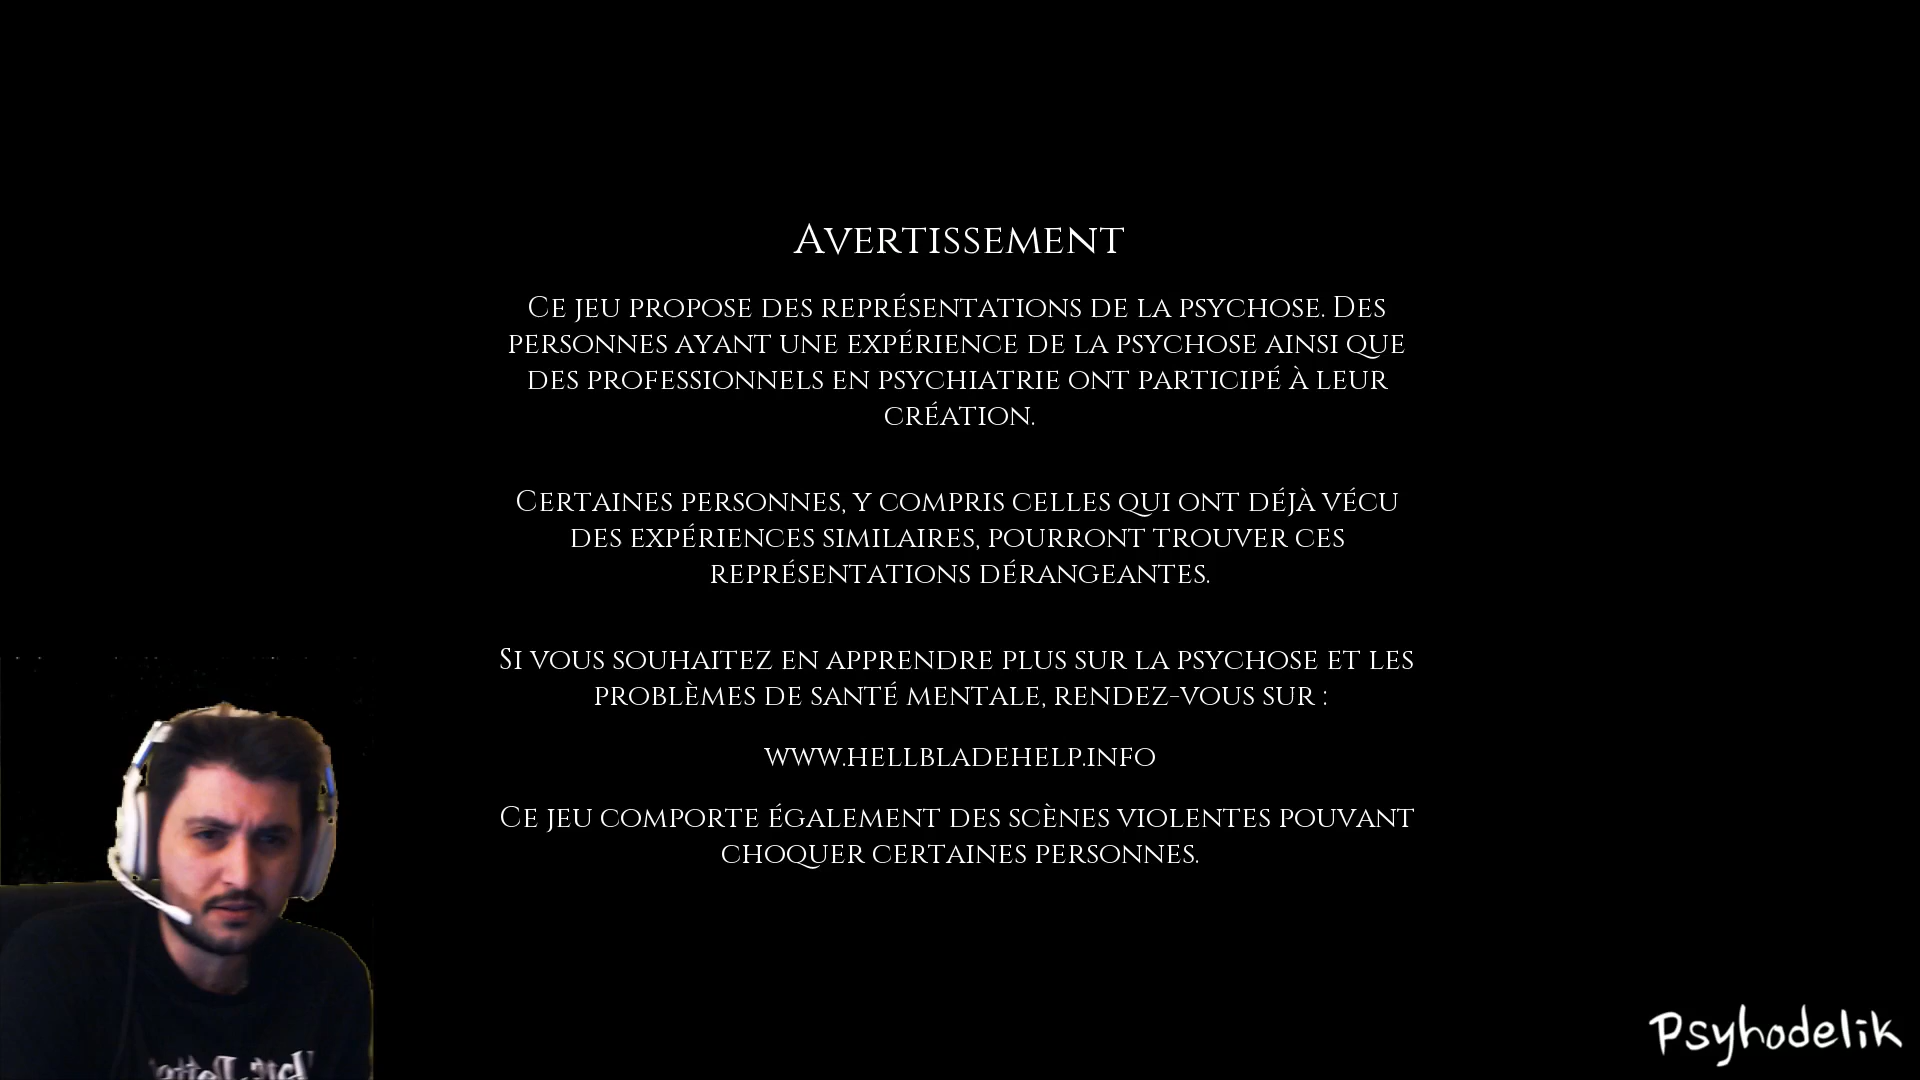 Avertissement
Ce jeu propose des représentations de la psychose. Des
personnes ayant une expérience de la psychose ainsi que
des professionnels en psychiatrie ont participé à leur
création.
Certaines personnes, y compris celles qui ont déjà vécu
des expériences similaires, pourront trouver ces
représentations dérangeantes.
Si vous souhaitez en apprendre plus sur la psychose et les
problèmes de santé mentale, rendez-vous sur :
www.hellbladehelp.info
Ce jeu comporte également des scènes violentes pouvant
choquer certaines personnes.
Psyhodelik